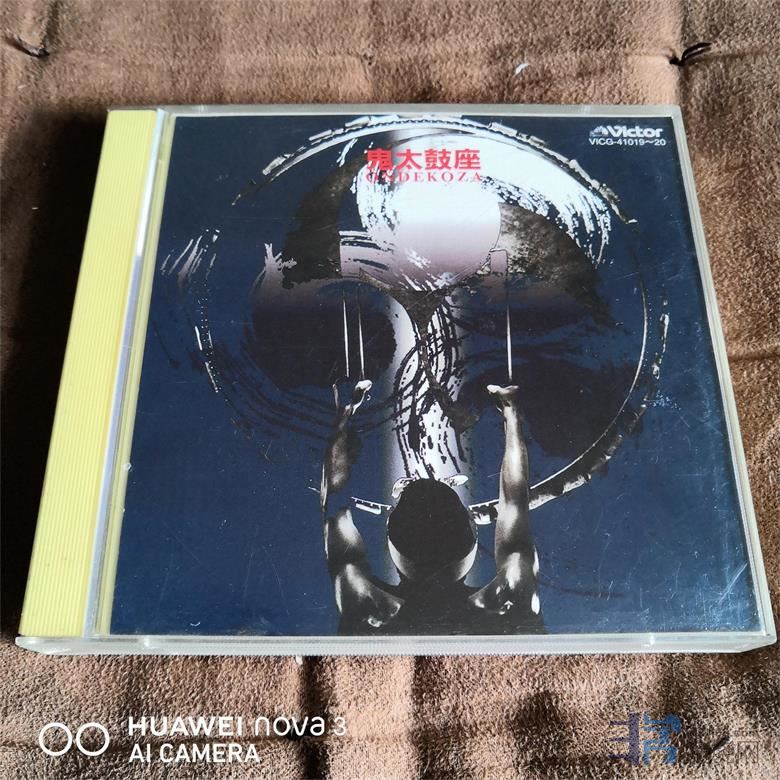 Victor
VICG-41019~20
鬼太鼓座
ONDEKOZA
HUAWEI nova 3
AI CAMERA